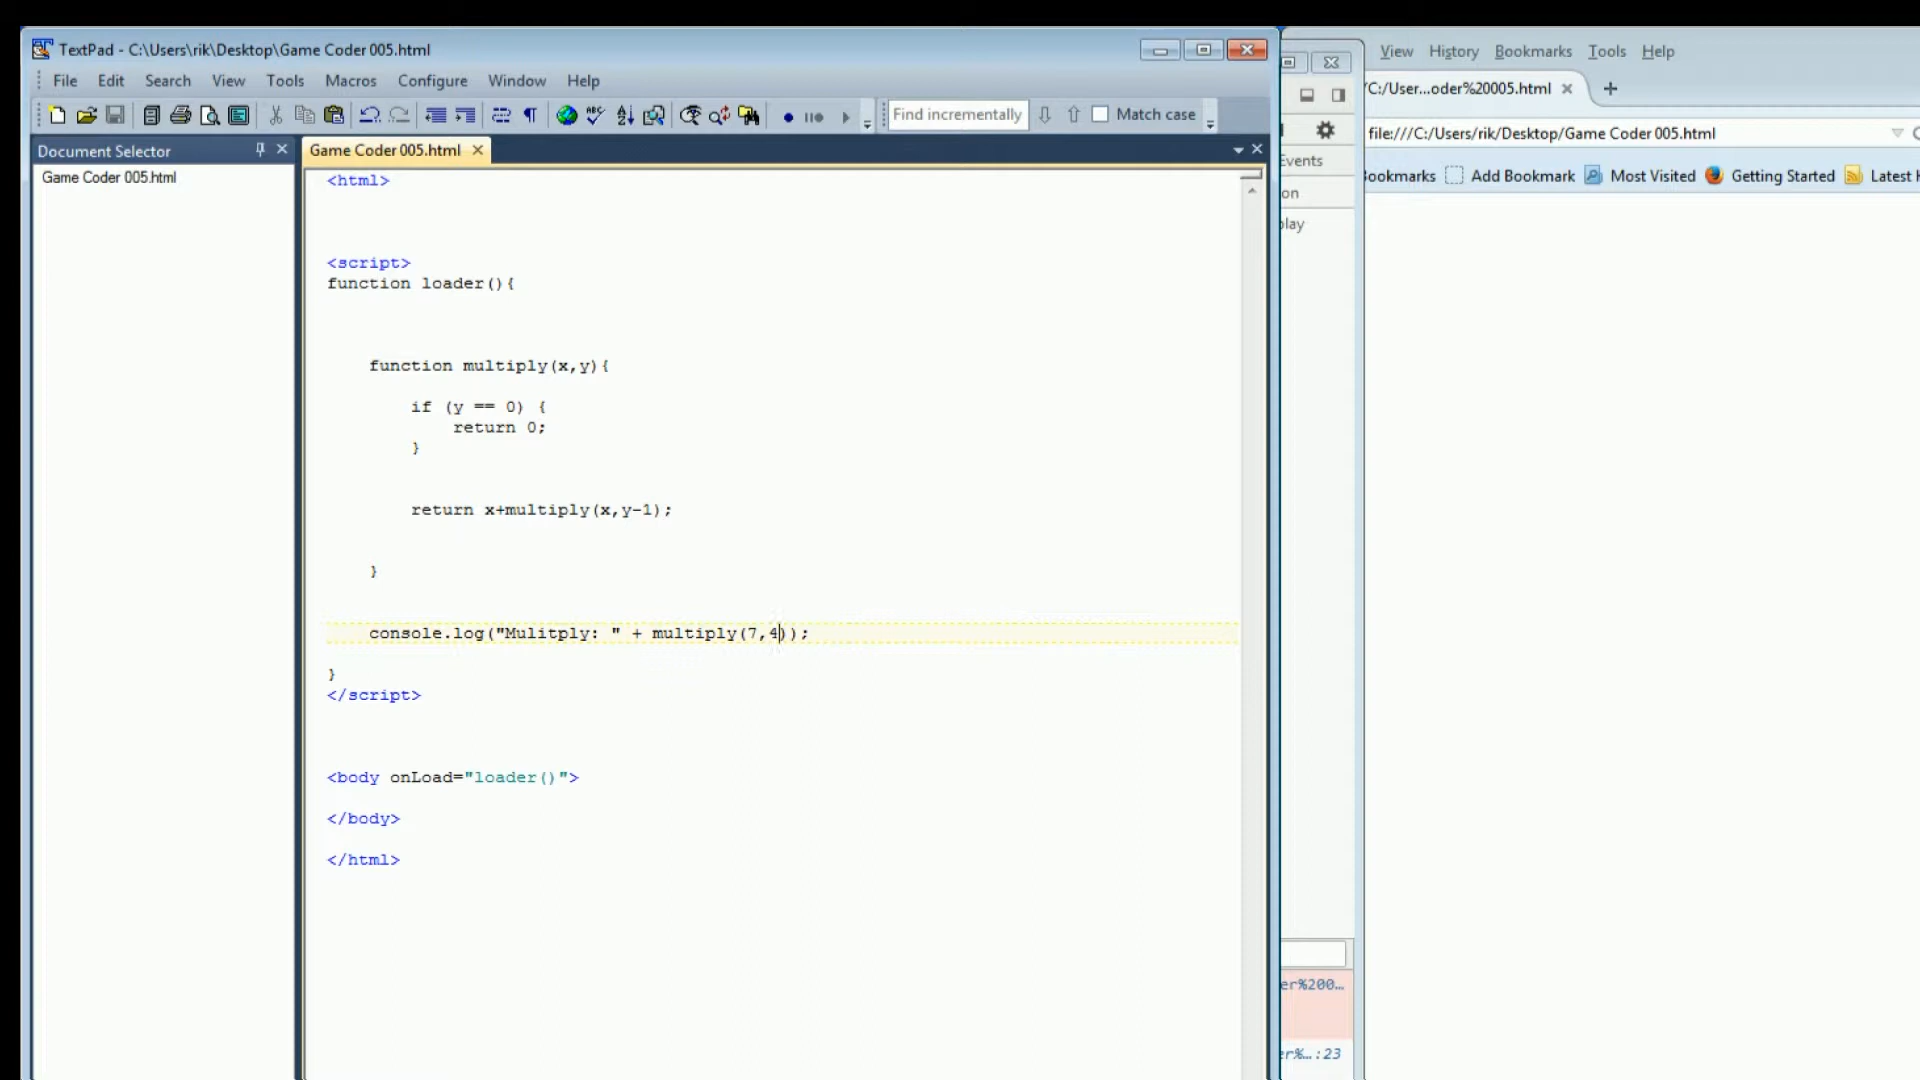 TextPad - C:\Users\rik\Desktop\Game Coder 005.html
File Edit Search View Tools Macros Configure Window Help
Find incrementally Match case
Document Selector
Game Coder 005.html
Game Coder 005.html
<html>
<script>
function loader(){
function multiply(x,y){
if (y == 0) {
return 0;
}
return x+multiply(x,y-1);
}
console.log("Mulitply: " + multiply(7,4));
}
</script>
<body onLoad="loader()">
</body>
</html>
Events
on
play
er%200…
er%…:23
View History Bookmarks Tools Help
/C:/User...oder%20005.html
file:///C:/Users/rik/Desktop/Game Coder 005.html
Bookmarks Add Bookmark Most Visited Getting Started Latest